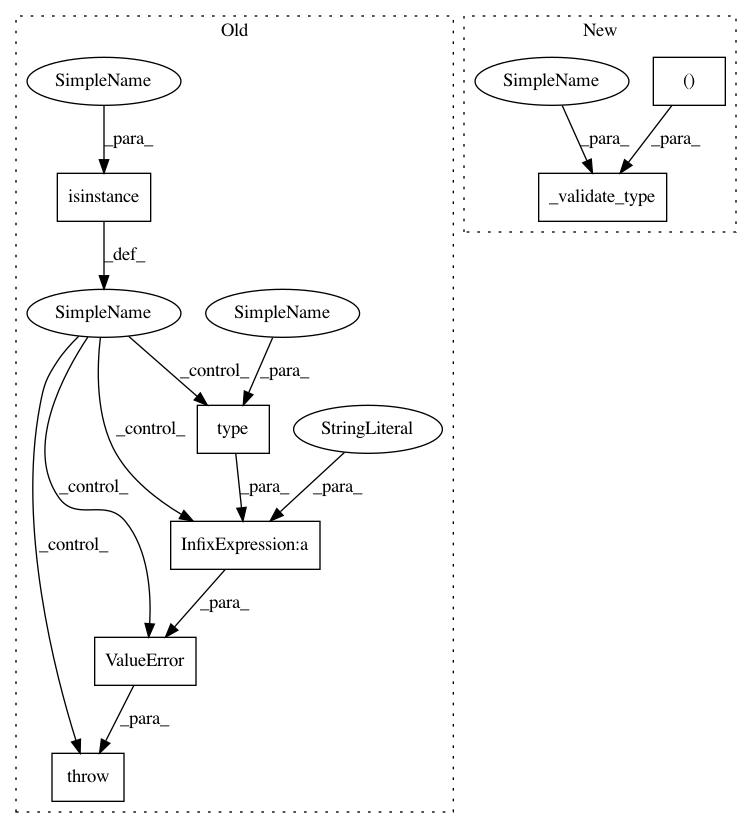 Old
New
SimpleName
SimpleName
()
_para_
_para_
_para_
isinstance
_validate_type
_def_
SimpleName
SimpleName
_control_
_para_
type
StringLiteral
_control_
_control_
_para_
_para_
_control_
InfixExpression:a
_para_
ValueError
_para_
throw